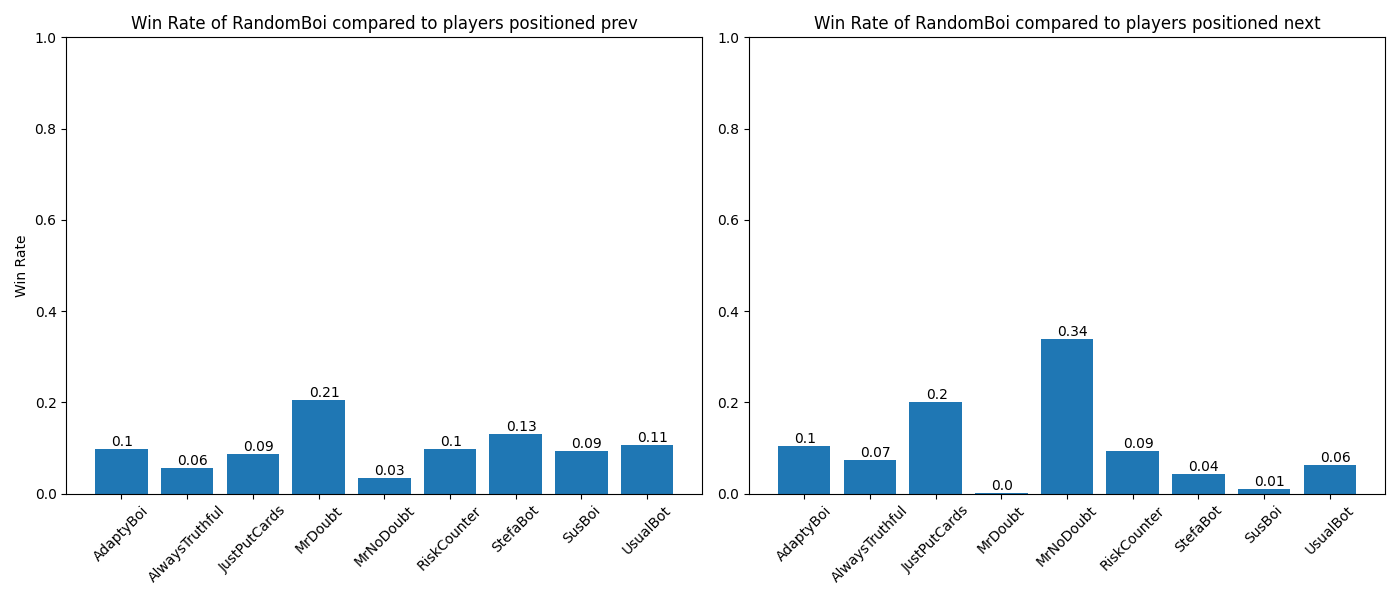 Win Rate of RandomBoi compared to players positioned prev
Win Rate
1.0
0.8
0.6
0.4
0.2
0.0
0.1
0.06
0.09
0.21
0.03
0.1
0.13
0.09
0.11
AdaptyBoi
AlwaysTruthful
JustPutCards
MrDoubt
MrNoDoubt
RiskCounter
StefaBot
SusBoi
UsualBot
Win Rate of RandomBoi compared to players positioned next
1.0
0.8
0.6
0.4
0.2
0.0
0.1
0.07
0.2
0.0
0.34
0.09
0.04
0.01
0.06
AdaptyBoi
AlwaysTruthful
JustPutCards
MrDoubt
MrNoDoubt
RiskCounter
StefaBot
SusBoi
UsualBot